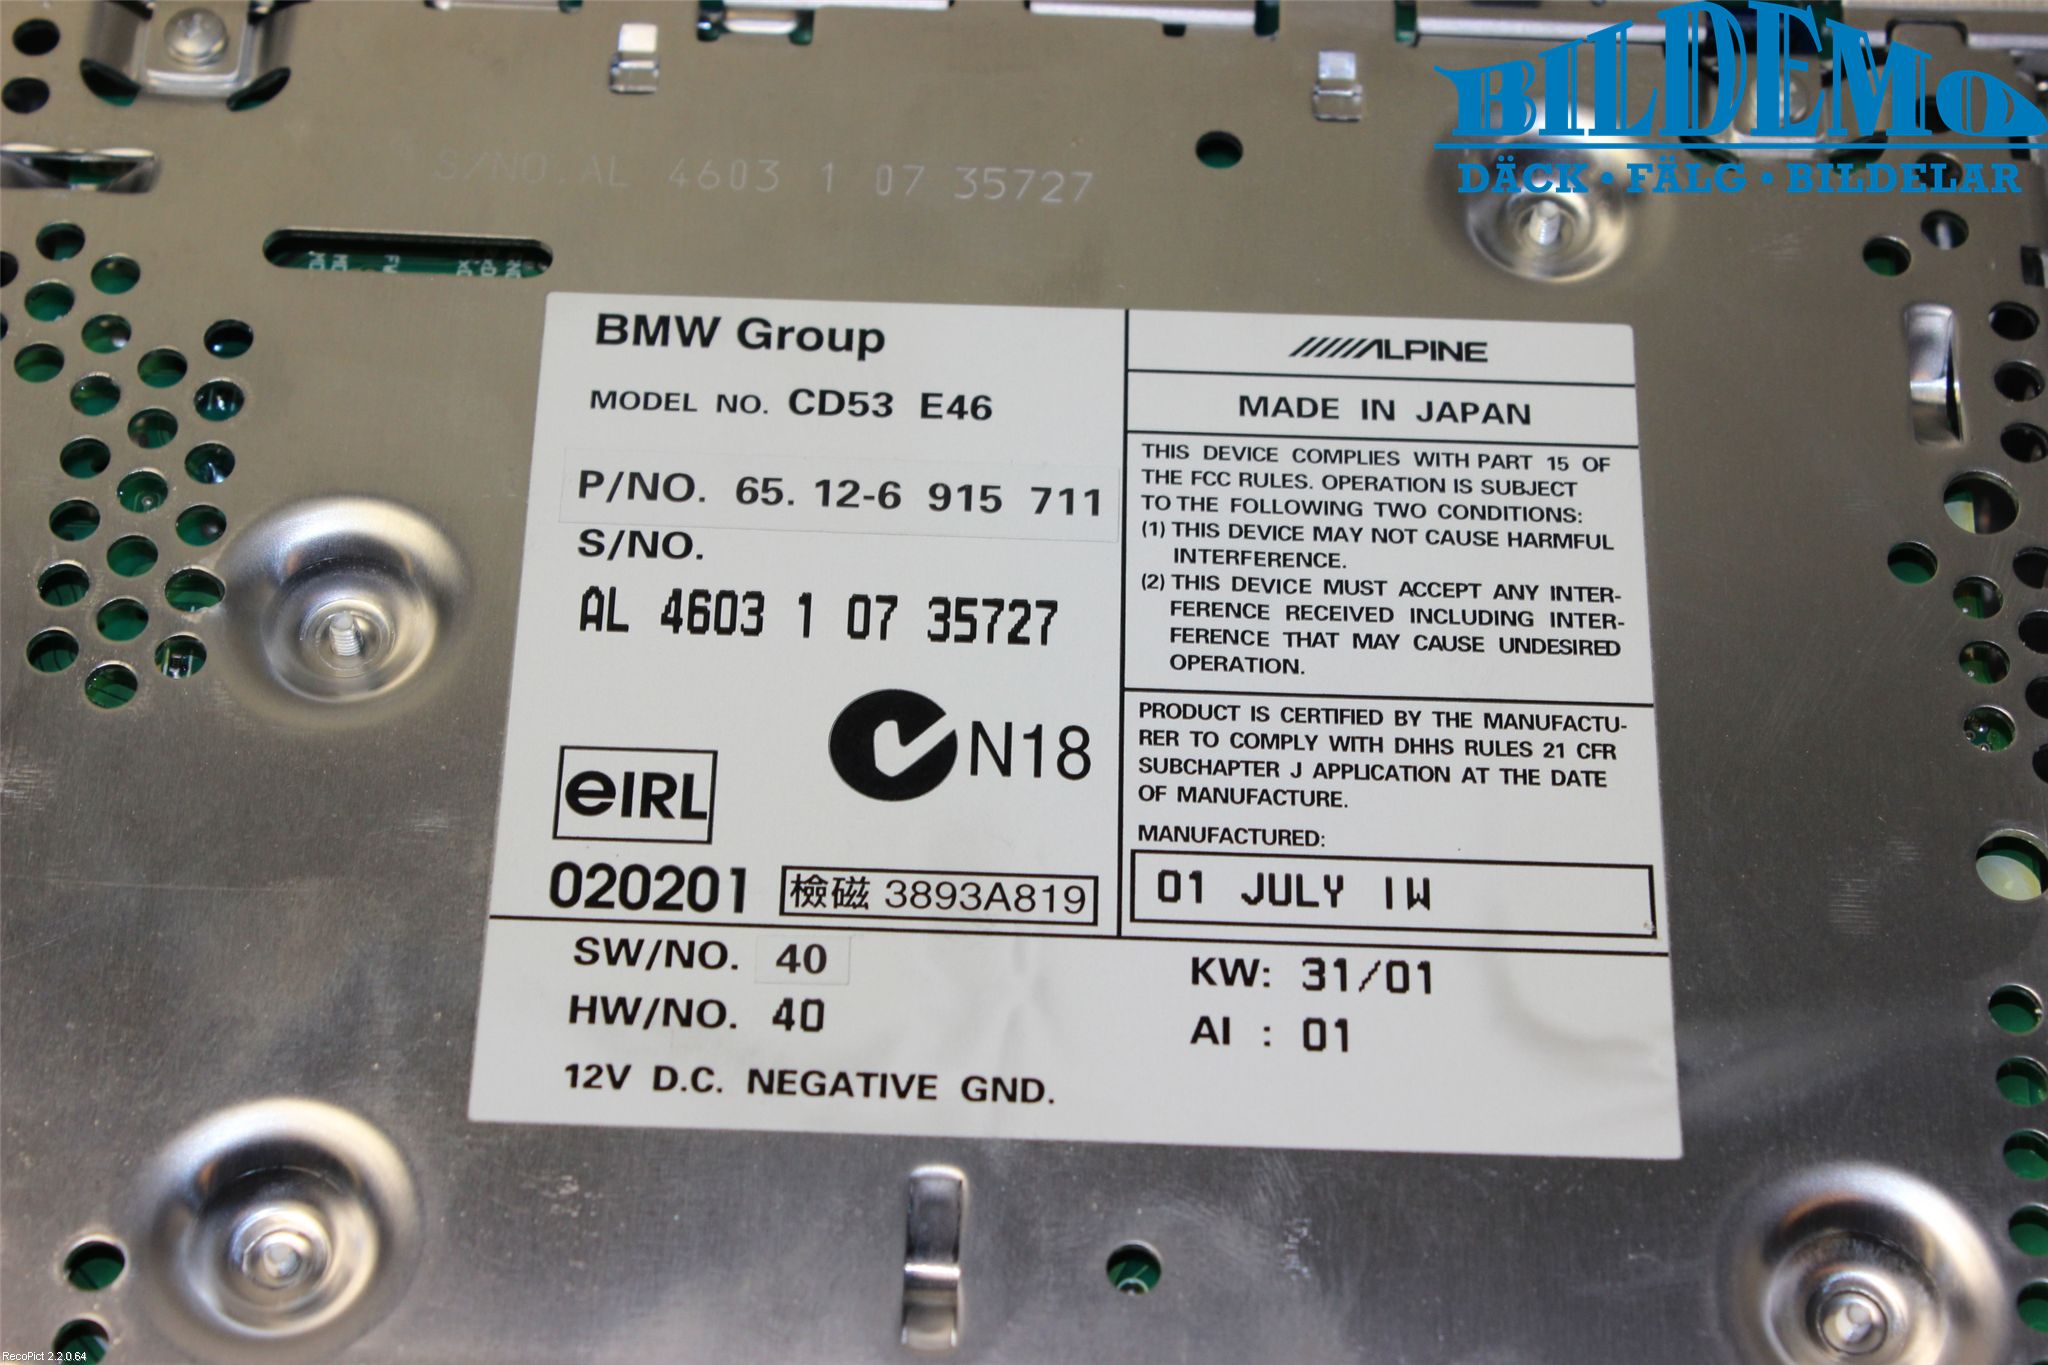 BILDEMO
DÄCK • FÄLG • BILDELAR
S/NO. AL 4603 1 07 35727
BMW Group
MODEL NO. CD53 E46
P/NO. 65. 12-6 915 711
S/NO.
AL 4603 1 07 35727
N18
eIRL
020201
檢磁 3893A819
ALPINE
MADE IN JAPAN
THIS DEVICE COMPLIES WITH PART 15 OF
THE FCC RULES. OPERATION IS SUBJECT
TO THE FOLLOWING TWO CONDITIONS:
(1) THIS DEVICE MAY NOT CAUSE HARMFUL
INTERFERENCE.
(2) THIS DEVICE MUST ACCEPT ANY INTER-
FERENCE RECEIVED INCLUDING INTER-
FERENCE THAT MAY CAUSE UNDESIRED
OPERATION.
PRODUCT IS CERTIFIED BY THE MANUFACTU-
RER TO COMPLY WITH DHHS RULES 21 CFR
SUBCHAPTER J APPLICATION AT THE DATE
OF MANUFACTURE.
MANUFACTURED:
01 JULY IW
SW/NO. 40
HW/NO. 40
12V D.C. NEGATIVE GND.
KW: 31/01
AI : 01
RecoPict 2.2.0.64